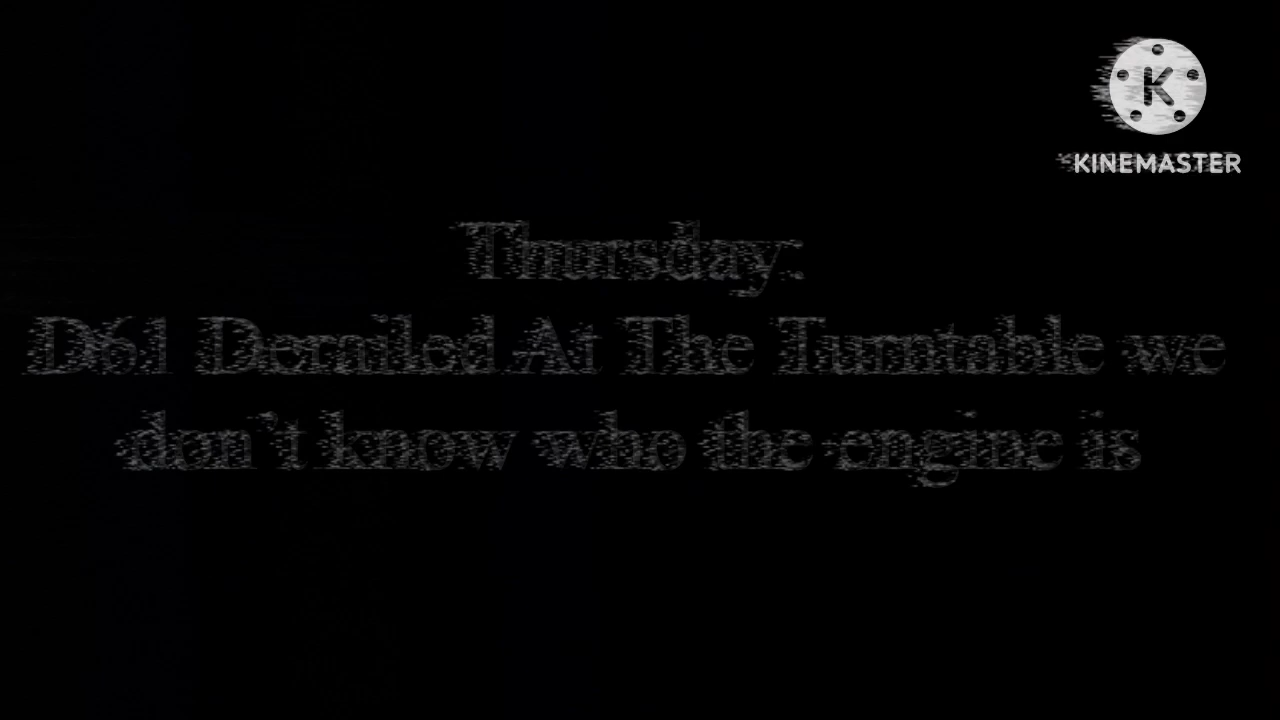 K
KINEMASTER
Thursday:
D61 Derailed At The Turntable we
don't know who the engine is